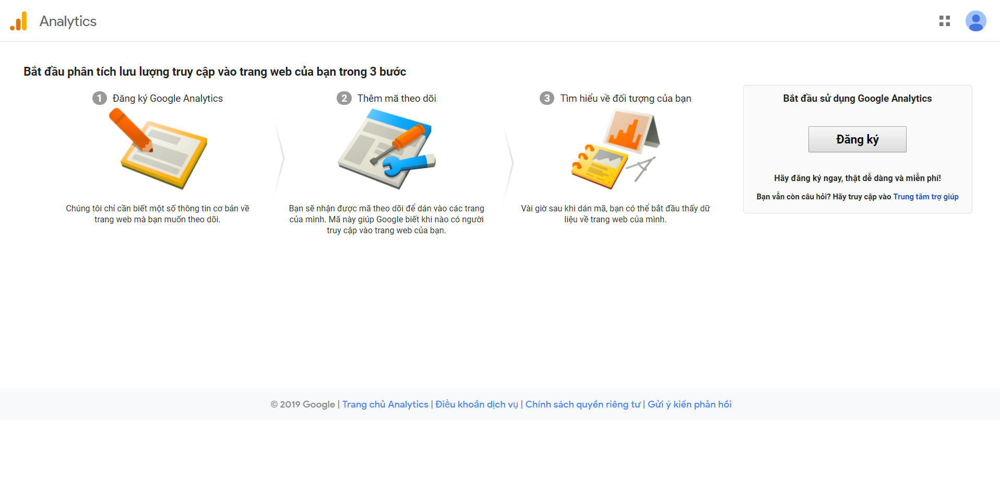 Analytics
Bắt đầu phân tích lưu lượng truy cập vào trang web của bạn trong 3 bước
1 Đăng ký Google Analytics
Chúng tôi chỉ cần biết một số thông tin cơ bản về
trang web mà bạn muốn theo dõi.
2 Thêm mã theo dõi
Bạn sẽ nhận được mã theo dõi để dán vào các trang
của mình. Mã này giúp Google biết khi nào có người
truy cập vào trang web của bạn.
3 Tìm hiểu về đối tượng của bạn
Vài giờ sau khi dán mã, bạn có thể bắt đầu thấy dữ
liệu về trang web của mình.
Bắt đầu sử dụng Google Analytics
Đăng ký
Hãy đăng ký ngay, thật dễ dàng và miễn phí!
Bạn vẫn còn câu hỏi? Hãy truy cập vào Trung tâm trợ giúp
© 2019 Google | Trang chủ Analytics | Điều khoản dịch vụ | Chính sách quyền riêng tư | Gửi ý kiến phản hồi